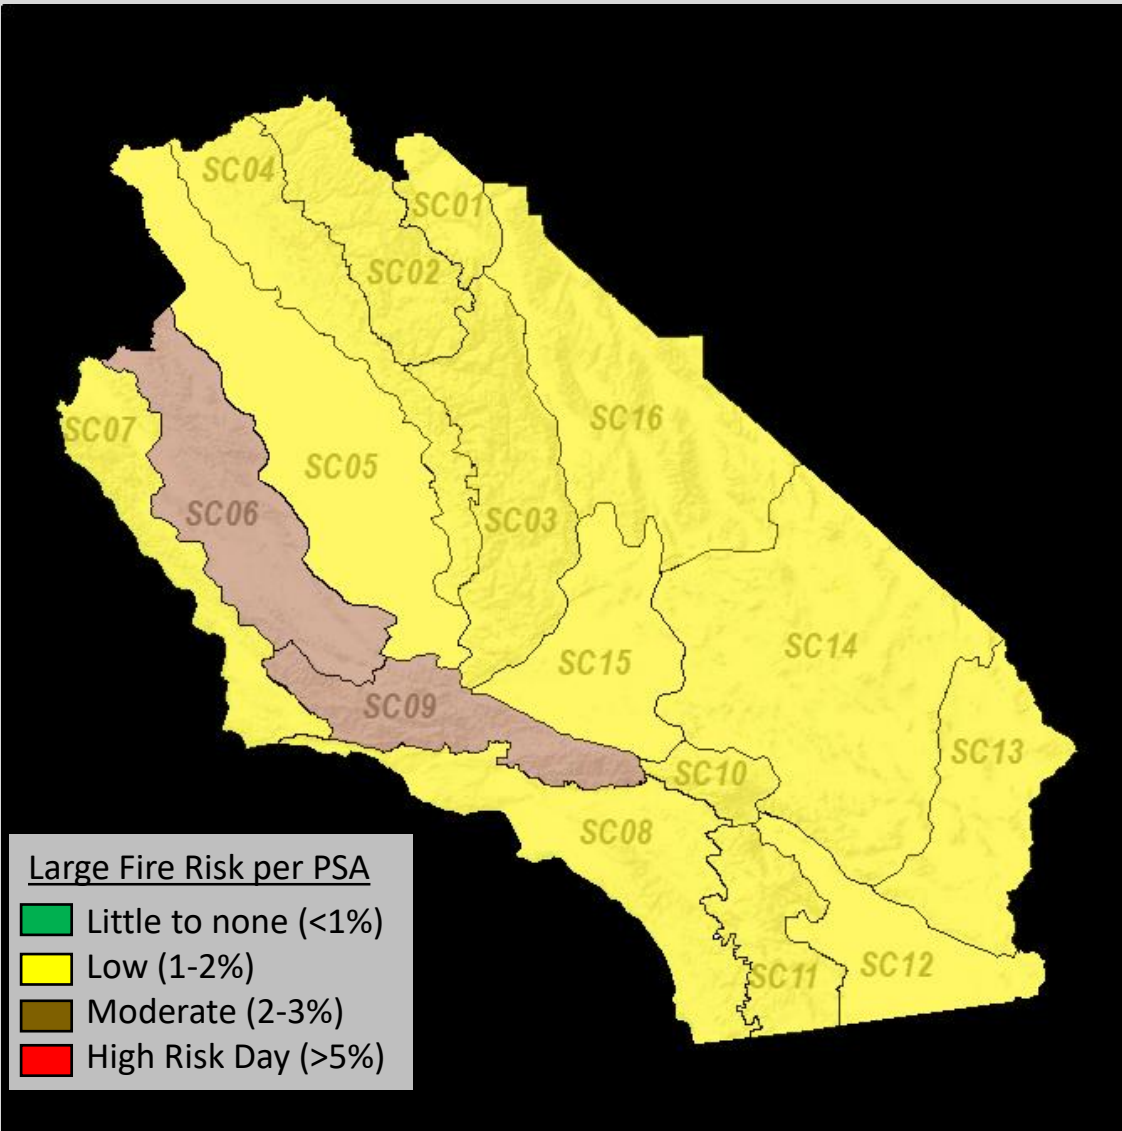 SC04
SC01
SC02
SC16
SC07
SC05
SC06
SC03
SC14
SC15
SC09
SC13
SC10
SC08
SC12
SC11
Large Fire Risk per PSA
Little to none (<1%)
Low (1-2%)
Moderate (2-3%)
High Risk Day (>5%)